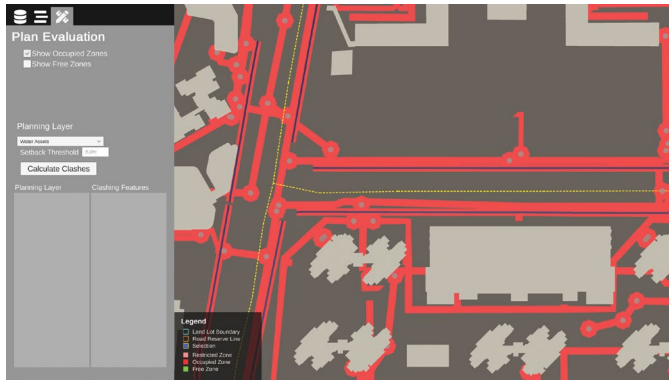 Plan Evaluation
Show Occupied Zones
Show Free Zones
Planning Layer
Water Assets
Setback Threshold
Calculate Clashes
Planning Layer Clashing Features
Legend
Land Lot Boundary
Road Reserve Line
Selection
Restricted Zone
Occupied Zone
Free Zone